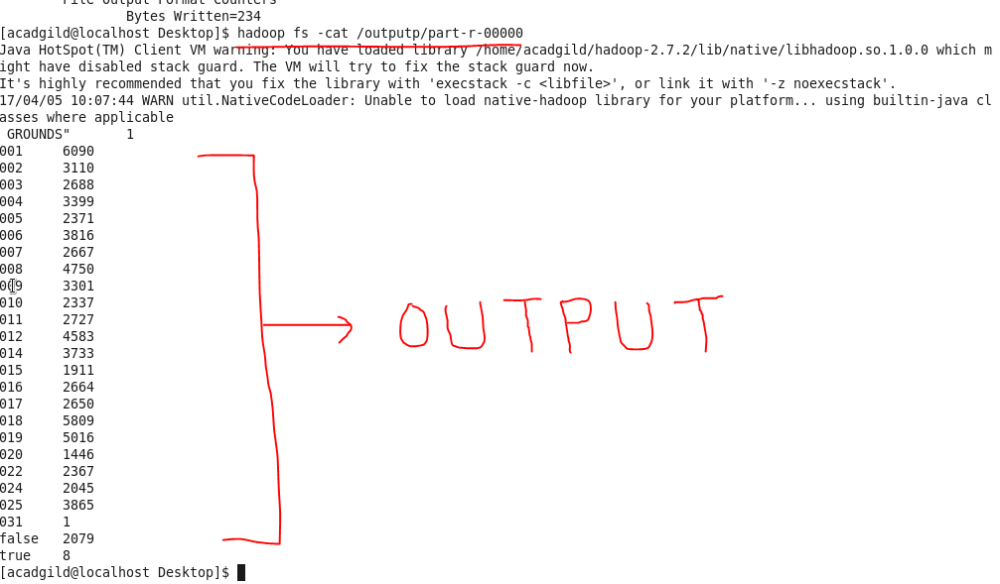 File Output Format Counters
Bytes Written=234
[acadgild@localhost Desktop]$ hadoop fs -cat /outputp/part-r-00000
Java HotSpot(TM) Client VM warning: You have loaded library /home/acadgild/hadoop-2.7.2/lib/native/libhadoop.so.1.0.0 which m
ight have disabled stack guard. The VM will try to fix the stack guard now.
It's highly recommended that you fix the library with 'execstack -c <libfile>', or link it with '-z noexecstack'.
17/04/05 10:07:44 WARN util.NativeCodeLoader: Unable to load native-hadoop library for your platform... using builtin-java cl
asses where applicable
GROUNDS" 1
001 6090
002 3110
003 2688
004 3399
005 2371
006 3816
007 2667
008 4750
009 3301
010 2337
011 2727
OUTPUT
012 4583
014 3733
015 1911
016 2664
017 2650
018 5809
019 5016
020 1446
022 2367
024 2045
025 3865
031 1
false 2079
true 8
[acadgild@localhost Desktop]$